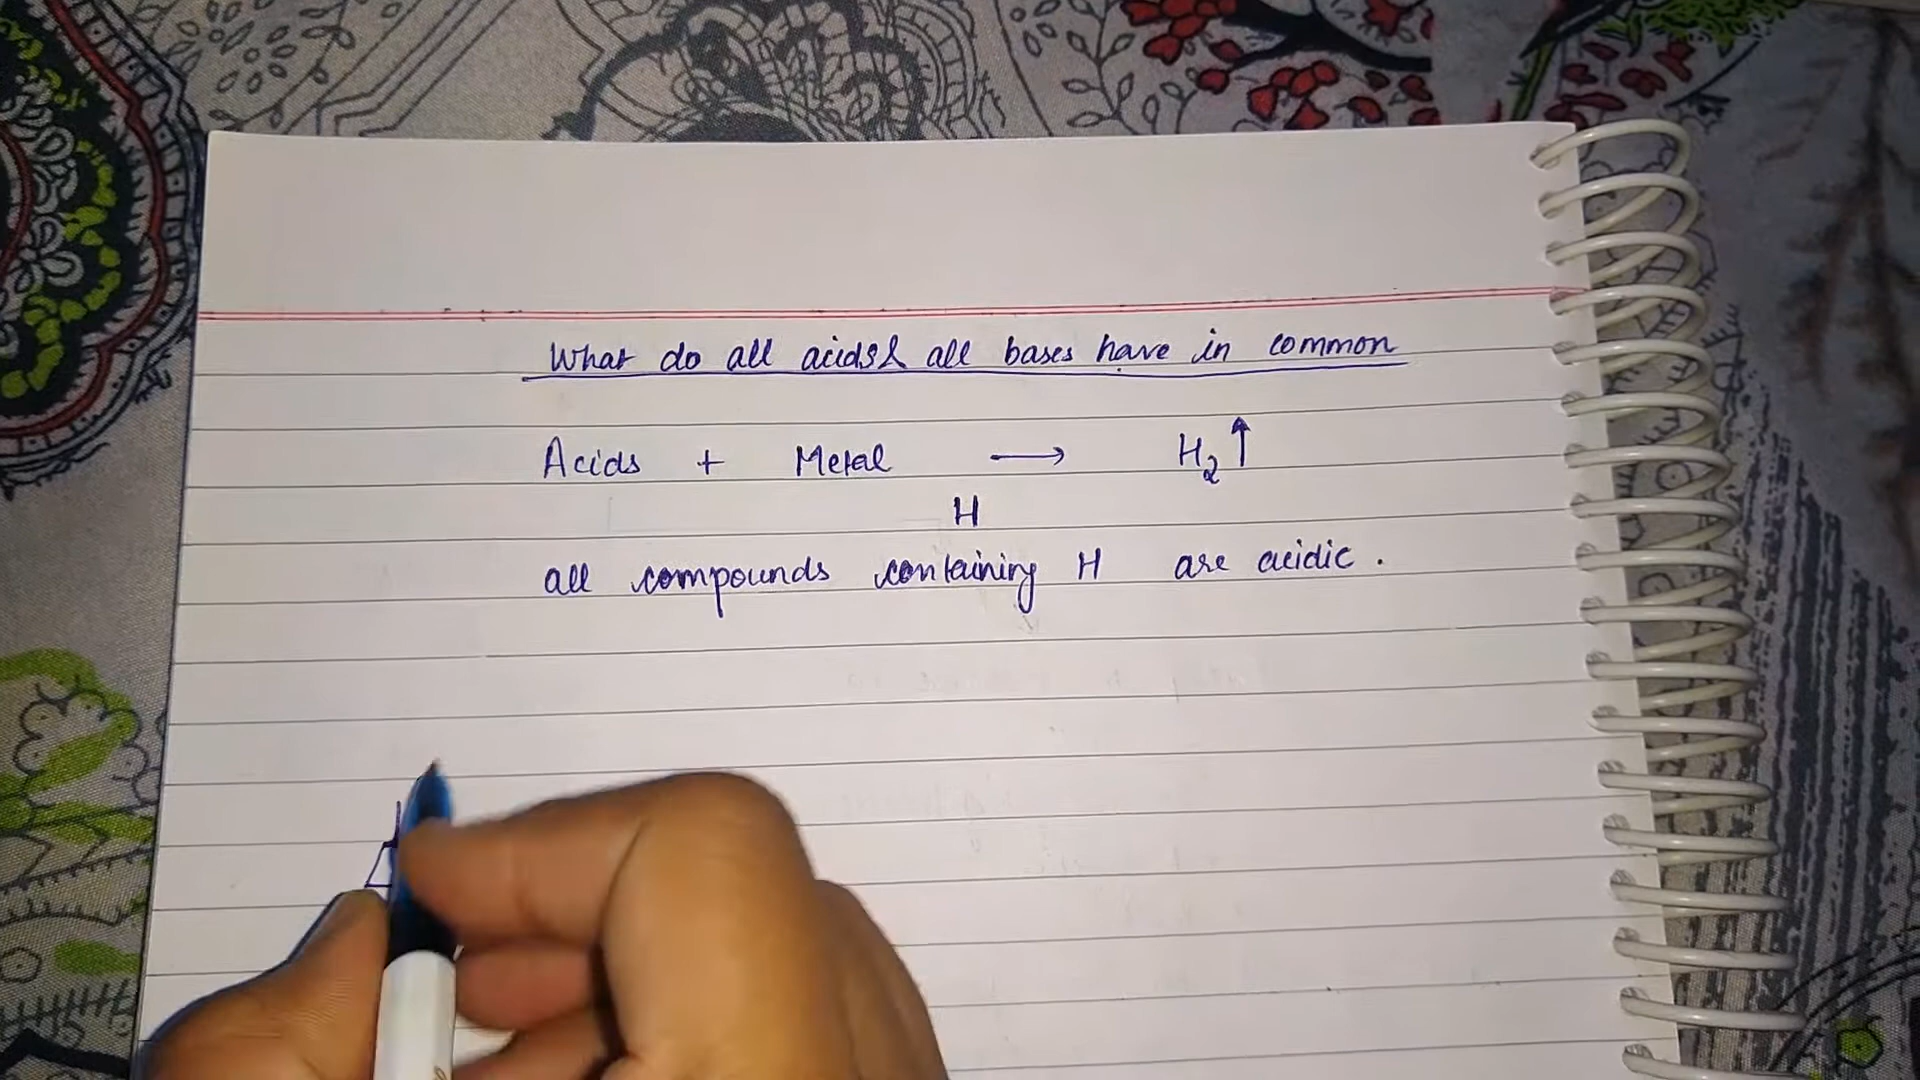 What do all acids & all bases have in common
Acids + Metal → H₂↑
H
all compounds containing H are acidic.